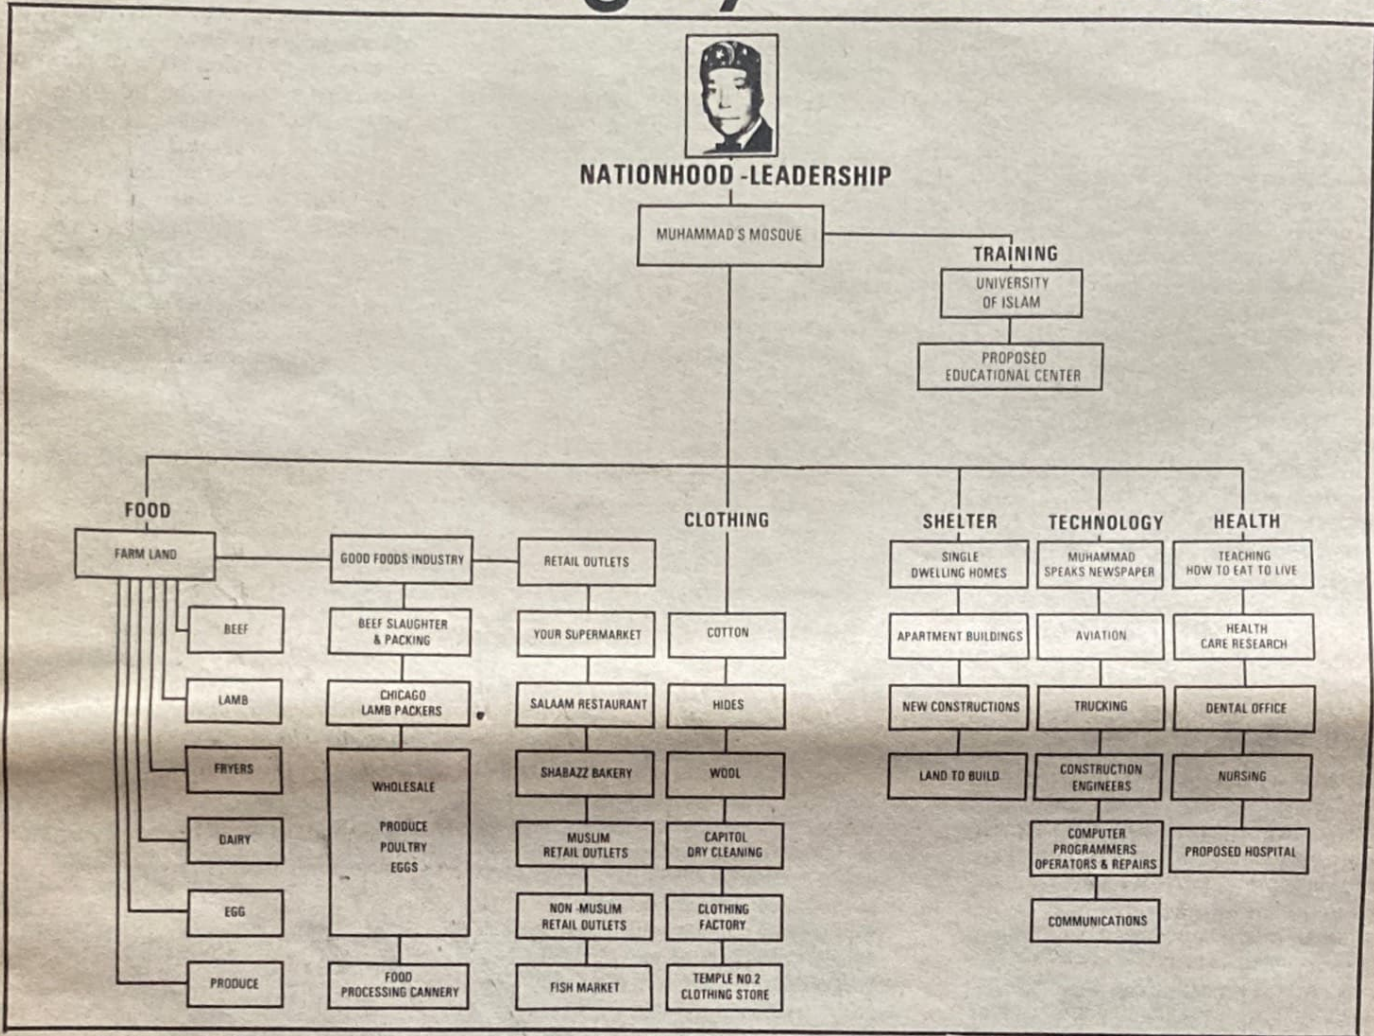 NATIONHOOD -LEADERSHIP
MUHAMMAD'S MOSQUE
TRAINING
UNIVERSITY
OF ISLAM
PROPOSED
EDUCATIONAL CENTER
FOOD
FARM LAND
BEEF
LAMB
FRYERS
DAIRY
EGG
PRODUCE
GOOD FOODS INDUSTRY
BEEF SLAUGHTER
& PACKING
CHICAGO
LAMB PACKERS
WHOLESALE
PRODUCE
POULTRY
EGGS
FOOD
PROCESSING CANNERY
RETAIL OUTLETS
YOUR SUPERMARKET
SALAAM RESTAURANT
SHABAZZ BAKERY
MUSLIM
RETAIL OUTLETS
NON-MUSLIM
RETAIL OUTLETS
FISH MARKET
CLOTHING
COTTON
HIDES
WOOL
CAPITOL
DRY CLEANING
CLOTHING
FACTORY
TEMPLE NO.2
CLOTHING STORE
SHELTER
SINGLE
DWELLING HOMES
APARTMENT BUILDINGS
NEW CONSTRUCTIONS
LAND TO BUILD
TECHNOLOGY
MUHAMMAD
SPEAKS NEWSPAPER
AVIATION
TRUCKING
CONSTRUCTION
ENGINEERS
COMPUTER
PROGRAMMERS
OPERATORS & REPAIRS
COMMUNICATIONS
HEALTH
TEACHING
HOW TO EAT TO LIVE
HEALTH
CARE RESEARCH
DENTAL OFFICE
NURSING
PROPOSED HOSPITAL